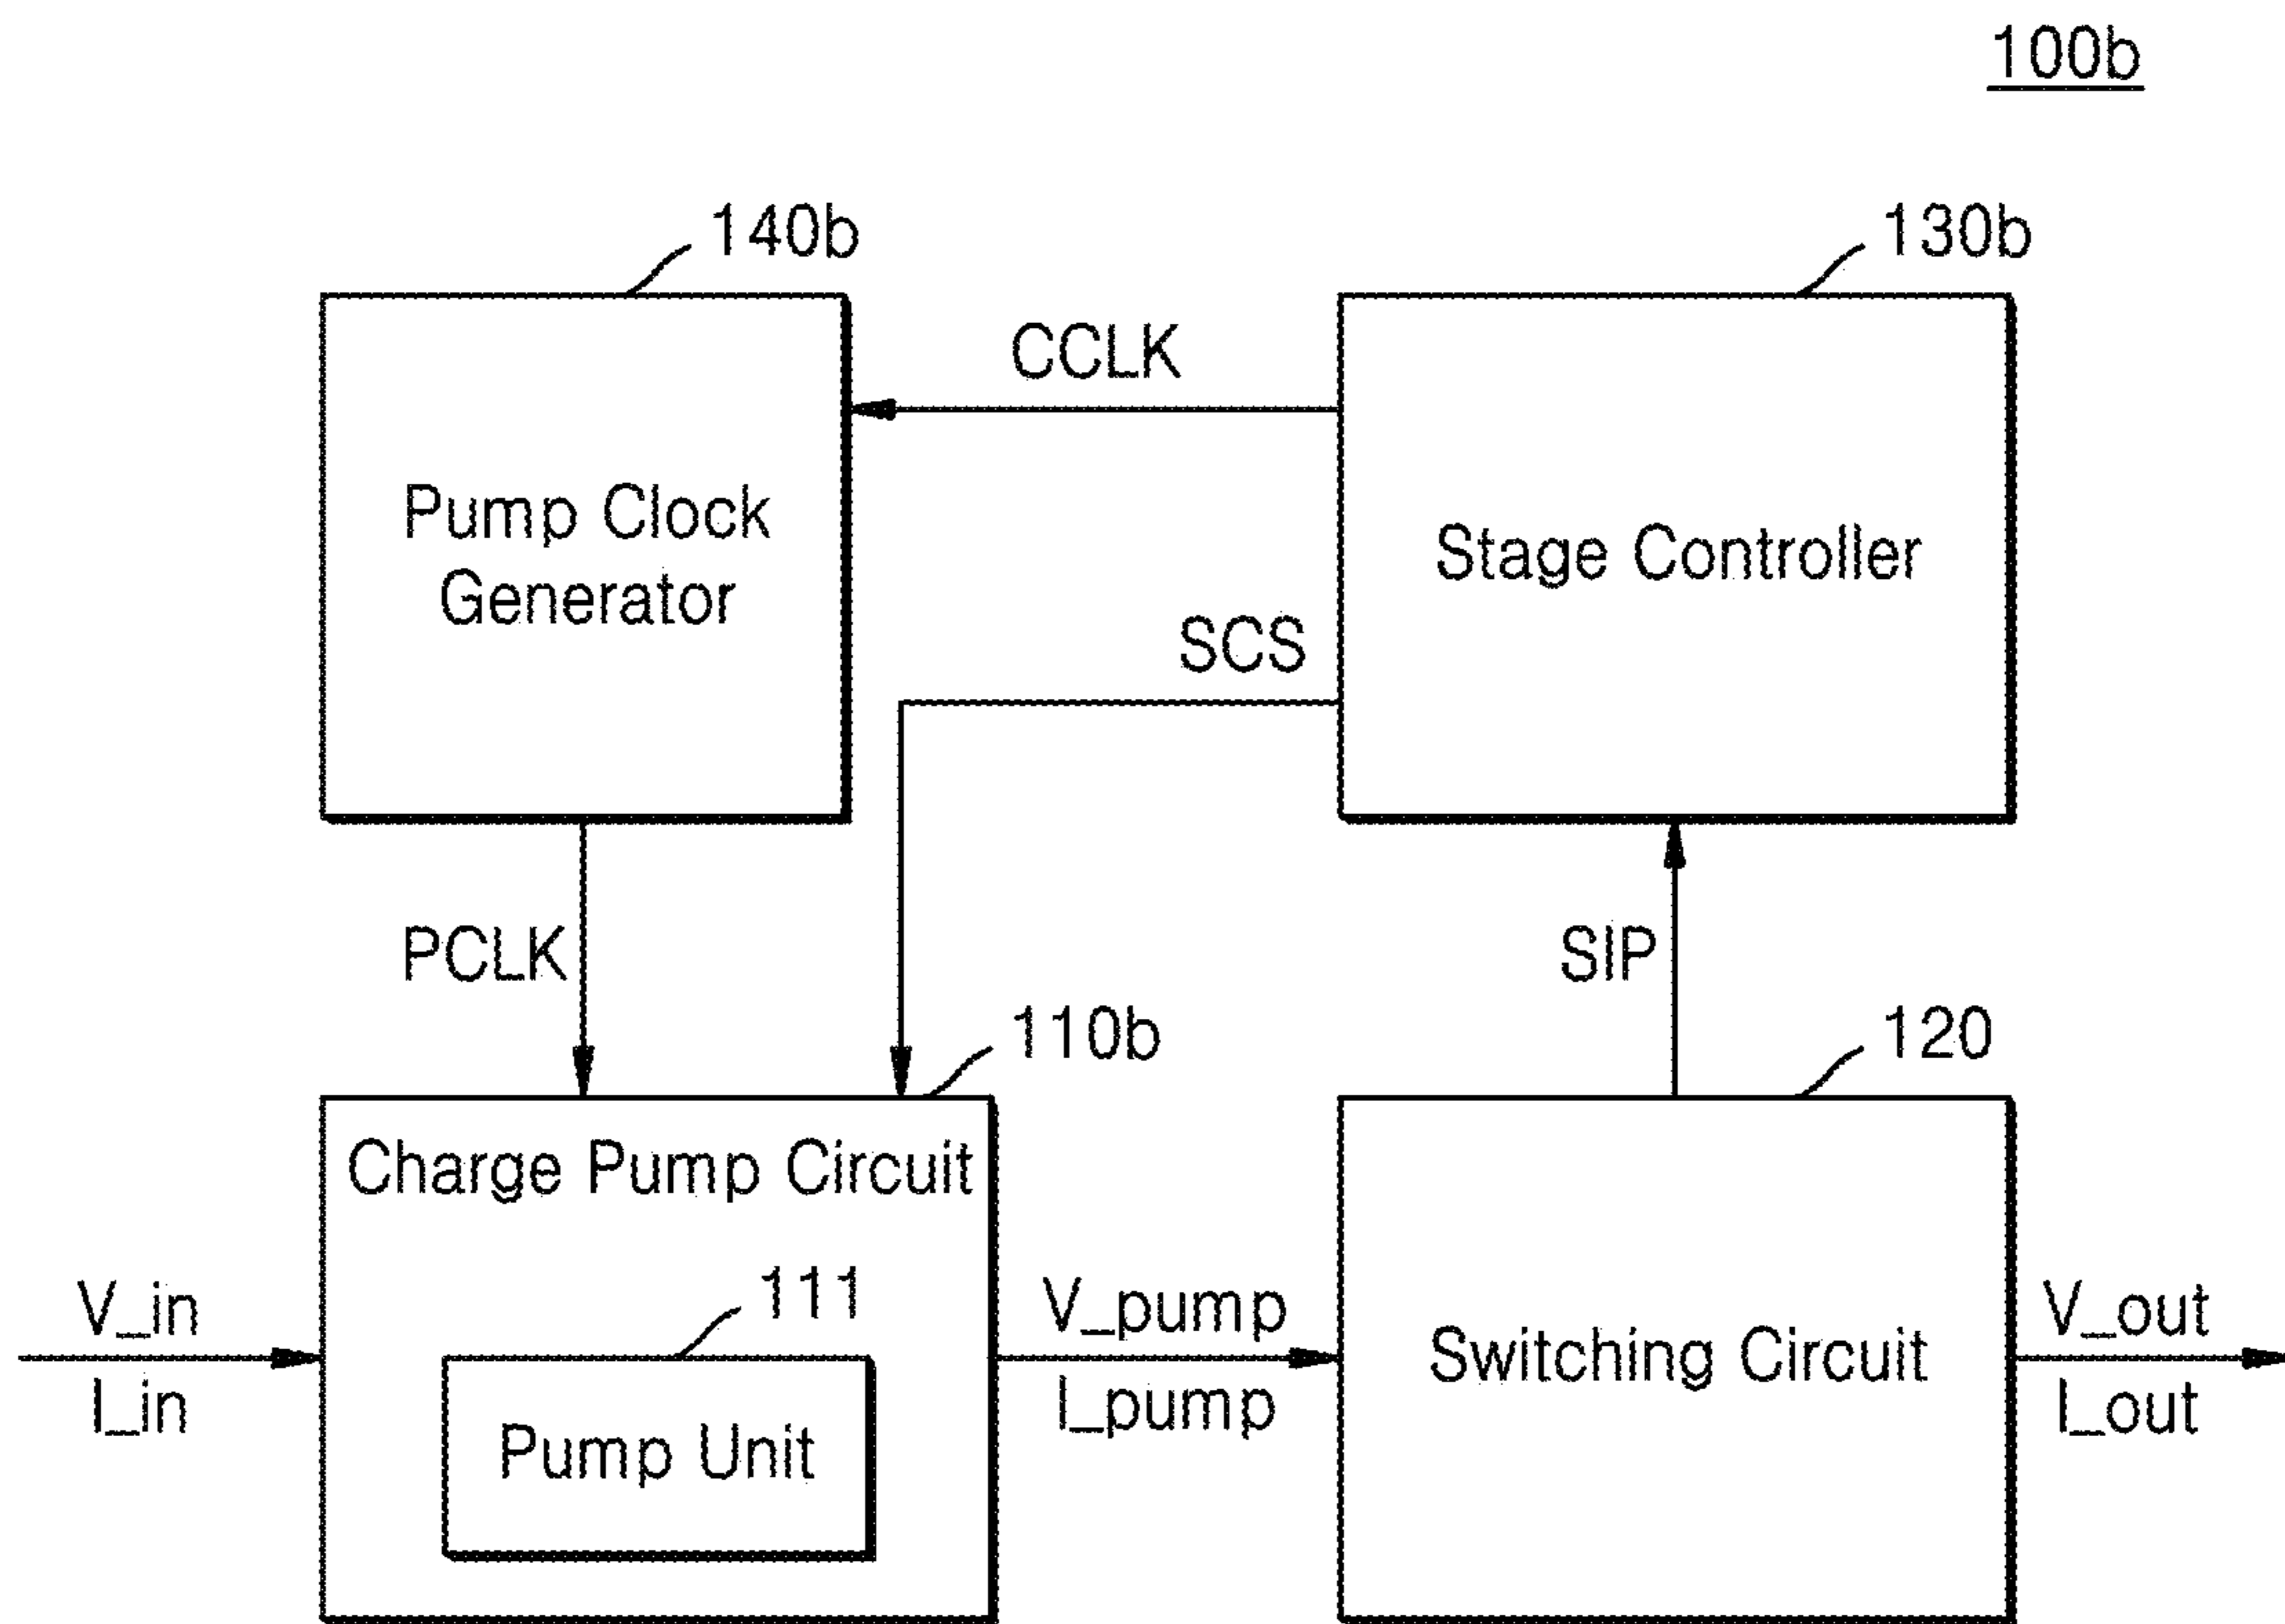 100b
140b
130b
CCLK
Pump Clock
Generator
Stage Controller
SCS
PCLK
SIP
110b
120
Charge Pump Circuit
V_in
I_in
111
Pump Unit
V_pump
I_pump
Switching Circuit
V_out
I_out